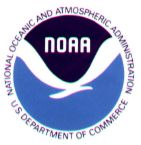 NATIONAL OCEANIC AND ATMOSPHERIC ADMINISTRATION
NOAA
U.S. DEPARTMENT OF COMMERCE